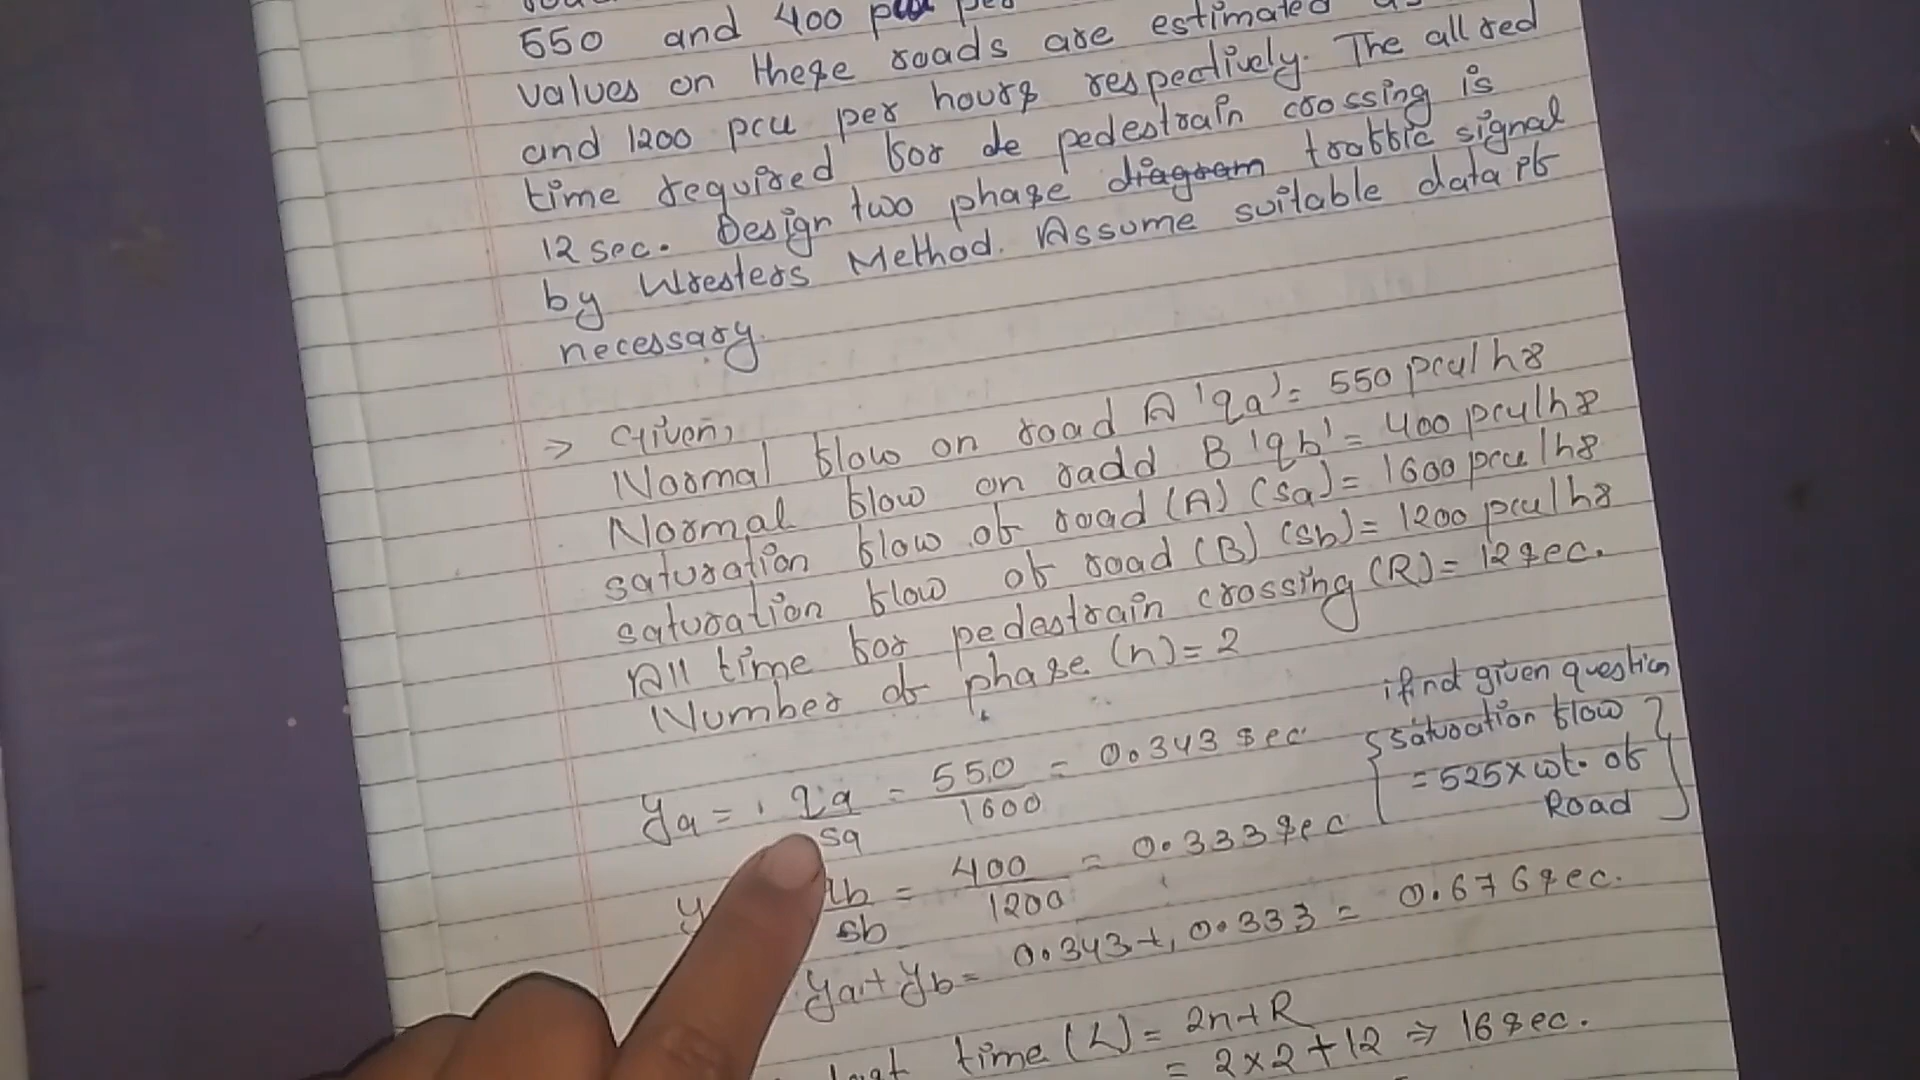 550 and 400 pcu per
values on these roads are estimated as
and 1200 pcu per hours respectively. The all red
time required for de pedestrain crossing is
12 sec. Design two phase diagram traffic signal
by Wresters Method. Assume suitable data if
necessary.
⇒ Given,
Normal flow on road A 'qa' = 550 pcu/hr
Normal flow on radd B 'qb' = 400 pcu/hr
saturation flow of road (A) (Sa) = 1600 pcu/hr
saturation flow of road (B) (Sb) = 1200 pcu/hr
All time for pedestrain crossing (R) = 12 sec.
Number of phase (n) = 2
if ind given question
{ saturation flow
= 525 x wt. of
Road }
ya = qa/sa = 550/1600 = 0.343 sec
y qb/sb = 400/1200 = 0.333 sec
ya + yb = 0.343 + 0.333 = 0.676 sec.
time (L) = 2n + R
= 2x2 + 12 ⇒ 16 sec.